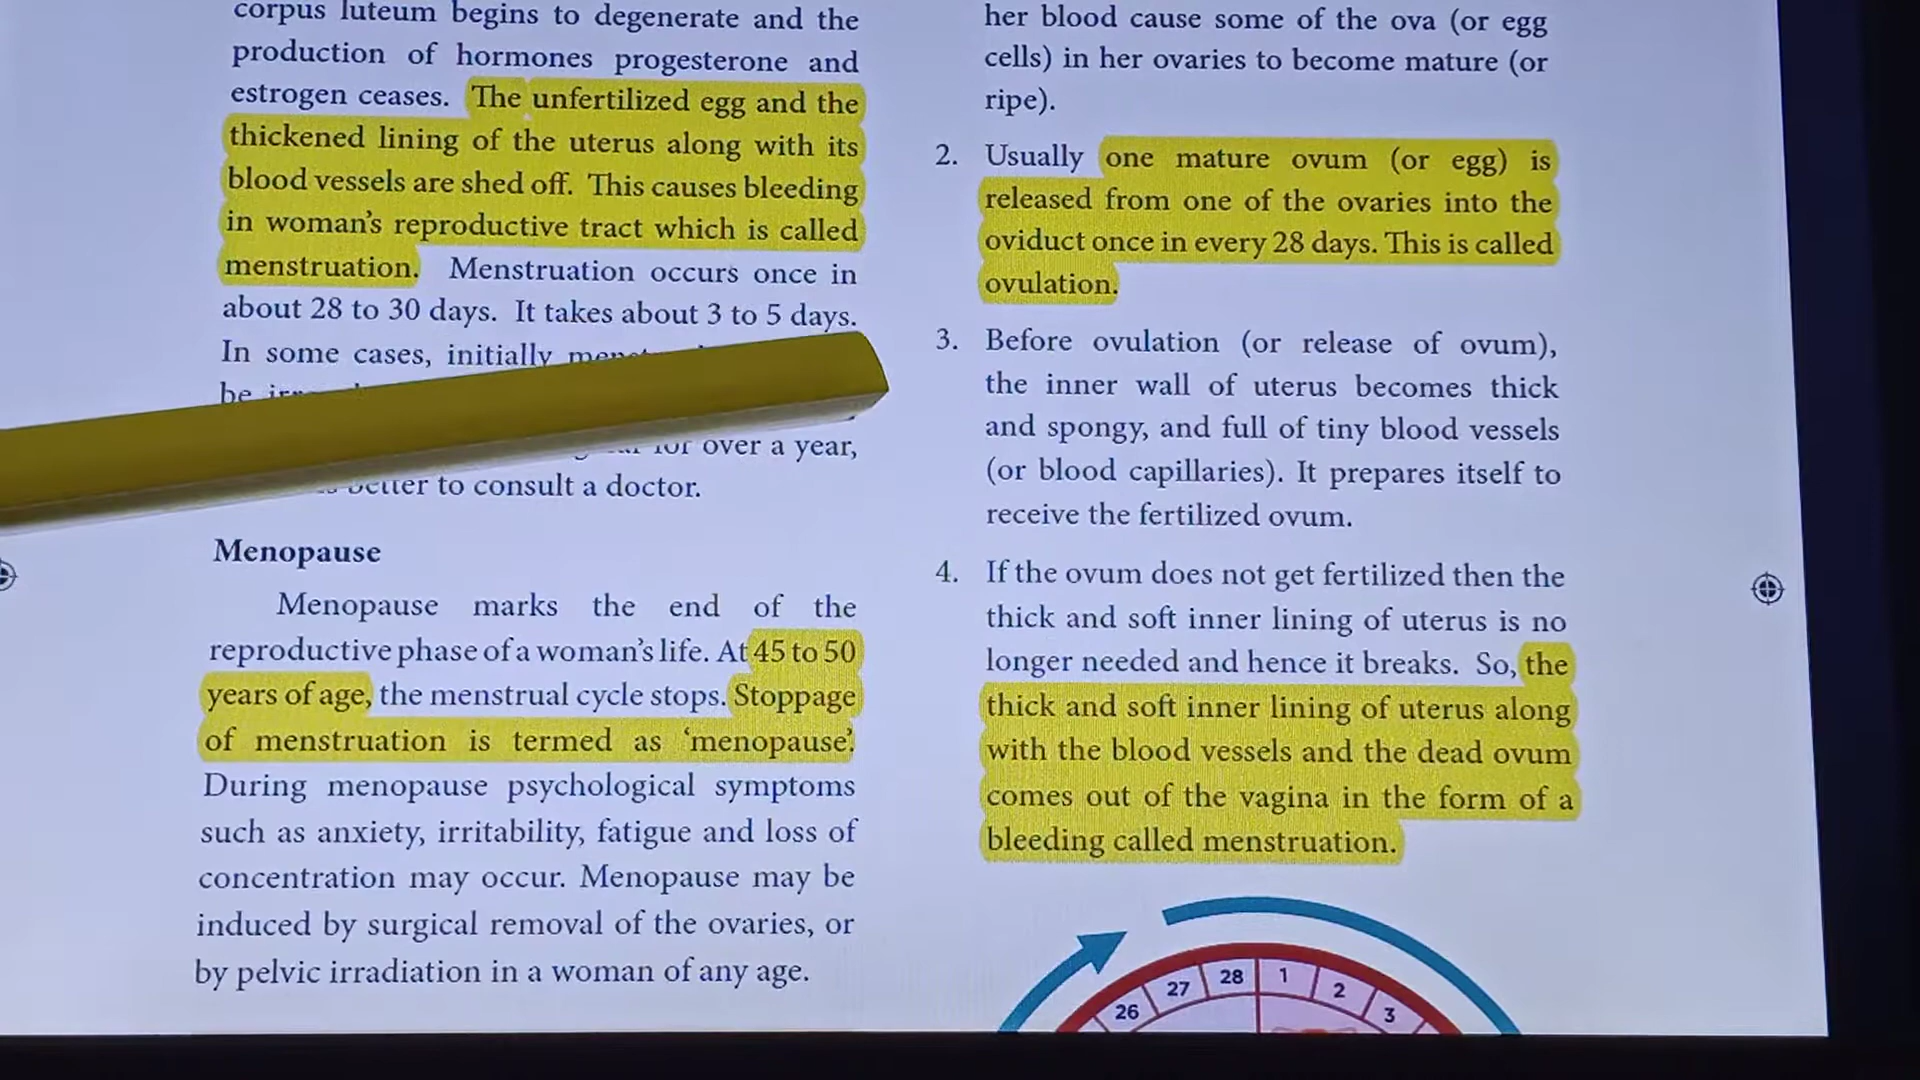 corpus luteum begins to degenerate and the
production of hormones progesterone and
estrogen ceases. The unfertilized egg and the
thickened lining of the uterus along with its
blood vessels are shed off. This causes bleeding
in woman’s reproductive tract which is called
menstruation. Menstruation occurs once in
about 28 to 30 days. It takes about 3 to 5 days.
In some cases, initially
be
over a year,
to consult a doctor.
Menopause
Menopause marks the end of the
reproductive phase of a woman’s life. At 45 to 50
years of age, the menstrual cycle stops. Stoppage
of menstruation is termed as ‘menopause’.
During menopause psychological symptoms
such as anxiety, irritability, fatigue and loss of
concentration may occur. Menopause may be
induced by surgical removal of the ovaries, or
by pelvic irradiation in a woman of any age.
her blood cause some of the ova (or egg
cells) in her ovaries to become mature (or
ripe).
2. Usually one mature ovum (or egg) is
released from one of the ovaries into the
oviduct once in every 28 days. This is called
ovulation.
3. Before ovulation (or release of ovum),
the inner wall of uterus becomes thick
and spongy, and full of tiny blood vessels
(or blood capillaries). It prepares itself to
receive the fertilized ovum.
4. If the ovum does not get fertilized then the
thick and soft inner lining of uterus is no
longer needed and hence it breaks. So, the
thick and soft inner lining of uterus along
with the blood vessels and the dead ovum
comes out of the vagina in the form of a
bleeding called menstruation.
26 27 28 1 2 3